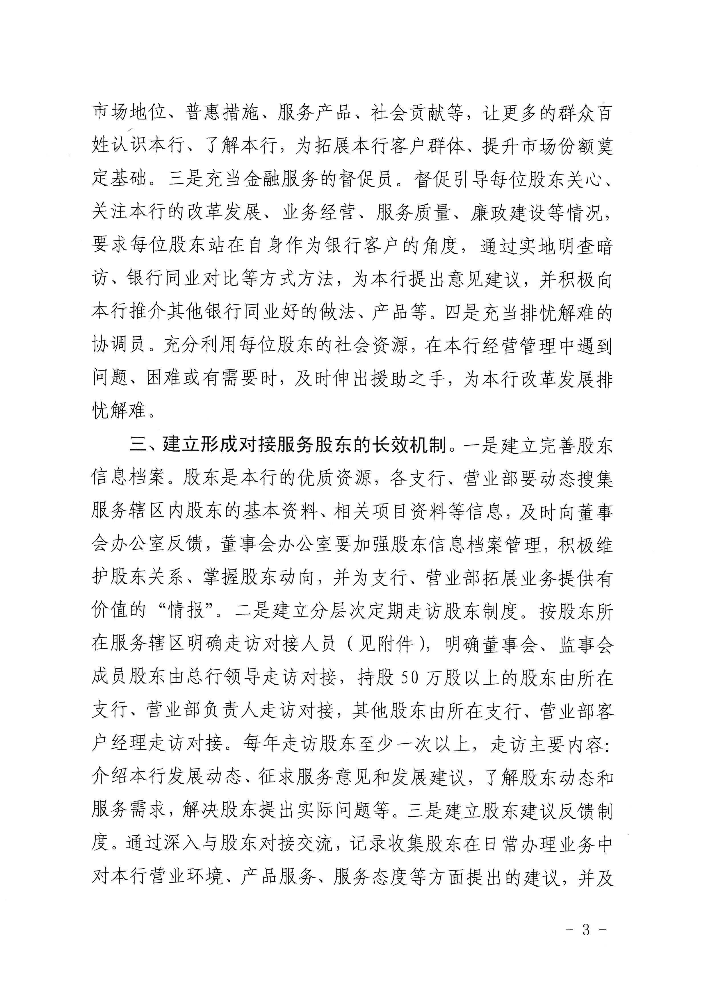 市场地位、普惠措施、服务产品、社会贡献等，让更多的群众百
姓认识本行、了解本行，为拓展本行客户群体、提升市场份额奠
定基础。三是充当金融服务的督促员。督促引导每位股东关心、
关注本行的改革发展、业务经营、服务质量、廉政建设等情况，
要求每位股东站在自身作为银行客户的角度，通过实地明查暗
访、银行同业对比等方式方法，为本行提出意见建议，并积极向
本行推介其他银行同业好的做法、产品等。四是充当排忧解难的
协调员。充分利用每位股东的社会资源，在本行经营管理中遇到
问题、困难或有需要时，及时伸出援助之手，为本行改革发展排
忧解难。
三、建立形成对接服务股东的长效机制。一是建立完善股东
信息档案。股东是本行的优质资源，各支行、营业部要动态搜集
服务辖区内股东的基本资料、相关项目资料等信息，及时向董事
会办公室反馈，董事会办公室要加强股东信息档案管理，积极维
护股东关系、掌握股东动向，并为支行、营业部拓展业务提供有
价值的“情报”。二是建立分层次定期走访股东制度。按股东所
在服务辖区明确走访对接人员（见附件），明确董事会、监事会
成员股东由总行领导走访对接，持股 50 万股以上的股东由所在
支行、营业部负责人走访对接，其他股东由所在支行、营业部客
户经理走访对接。每年走访股东至少一次以上，走访主要内容：
介绍本行发展动态、征求服务意见和发展建议，了解股东动态和
服务需求，解决股东提出实际问题等。三是建立股东建议反馈制
度。通过深入与股东对接交流，记录收集股东在日常办理业务中
对本行营业环境、产品服务、服务态度等方面提出的建议，并及
- 3 -